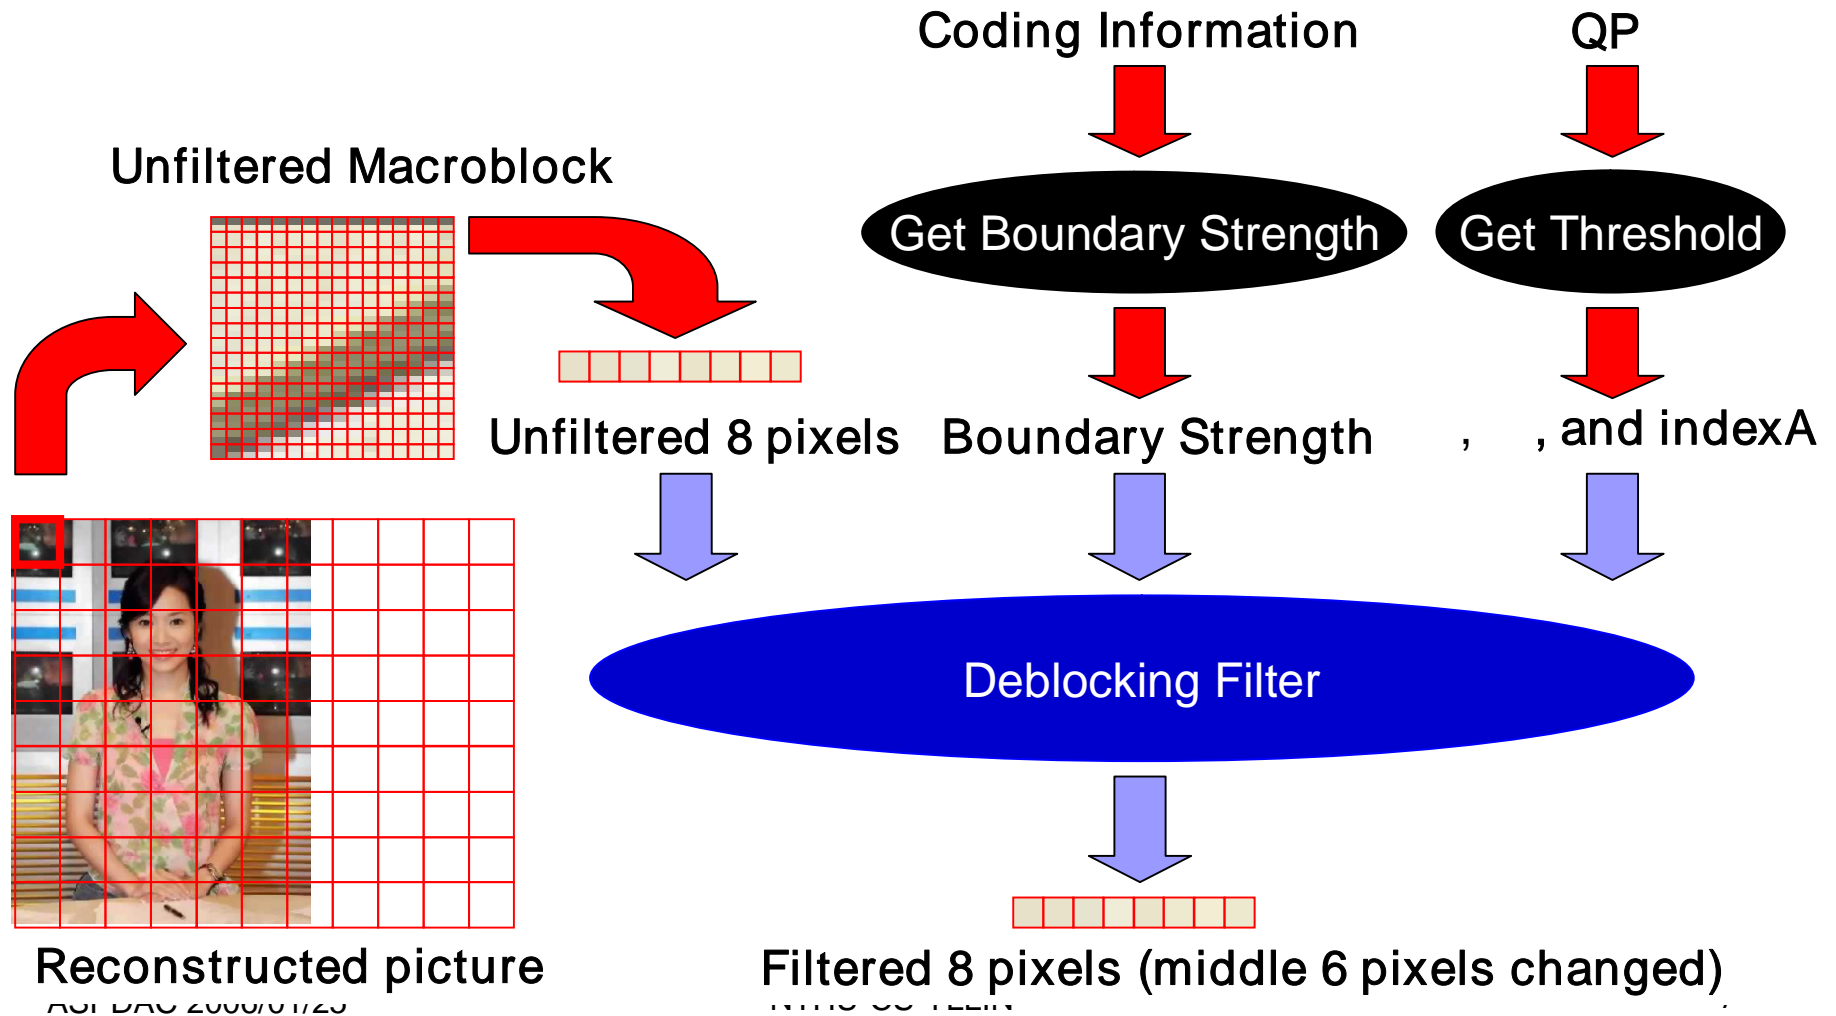 Coding Information
QP
Unfiltered Macroblock
Get Boundary Strength
Get Threshold
Unfiltered 8 pixels
Boundary Strength
, , and indexA
Deblocking Filter
Reconstructed picture
Filtered 8 pixels (middle 6 pixels changed)